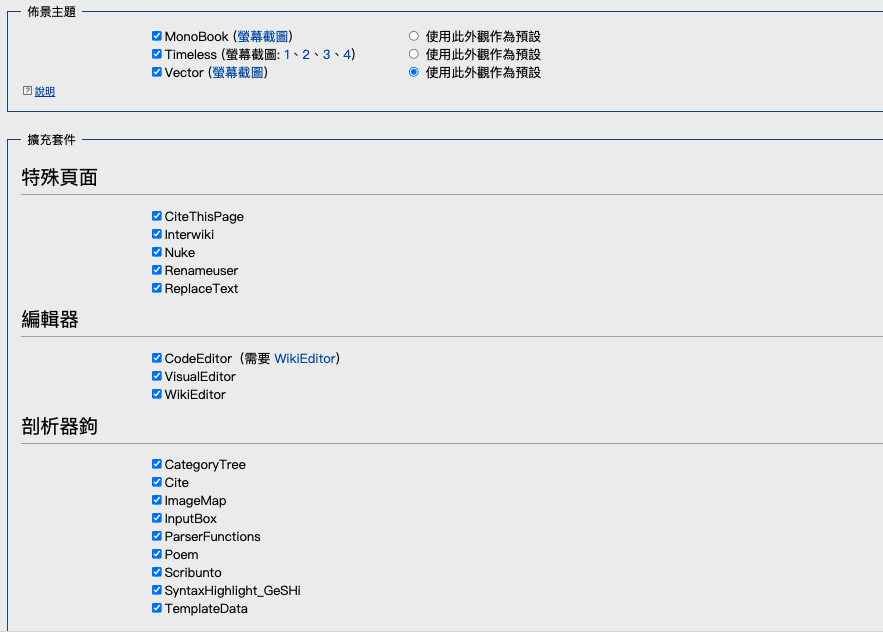 佈景主題
MonoBook (螢幕截圖) 使用此外觀作為預設
Timeless (螢幕截圖: 1、2、3、4) 使用此外觀作為預設
Vector (螢幕截圖) 使用此外觀作為預設
說明
擴充套件
特殊頁面
CiteThisPage
Interwiki
Nuke
Renameuser
ReplaceText
編輯器
CodeEditor（需要 WikiEditor）
VisualEditor
WikiEditor
剖析器鉤
CategoryTree
Cite
ImageMap
InputBox
ParserFunctions
Poem
Scribunto
SyntaxHighlight_GeSHi
TemplateData